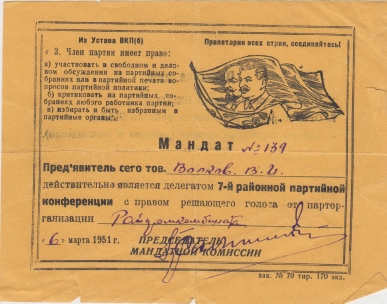 Из Устава ВКП(б)
3. Член партии имеет право:
а) участвовать в свободном и дело-
вом обсуждении на партийных со-
браниях или в партийной печати воп-
росов партийной политики;
б) критиковать на партийных со-
браниях любого работника партии;
в) избирать и быть избранным в
партийные органы.
Пролетарии всех стран, соединяйтесь!
Мандат № 139
Пред'явитель сего тов. Волков, В. И.
действительно является делегатом 7-й районной партийной
конференции с правом решающего голоса от партор-
ганизации Райпромкомбината
"6" марта 1951 г.
ПРЕДСЕДАТЕЛЬ
МАНДАТНОЙ КОМИССИИ
зак. № 70 тир. 170 экз.